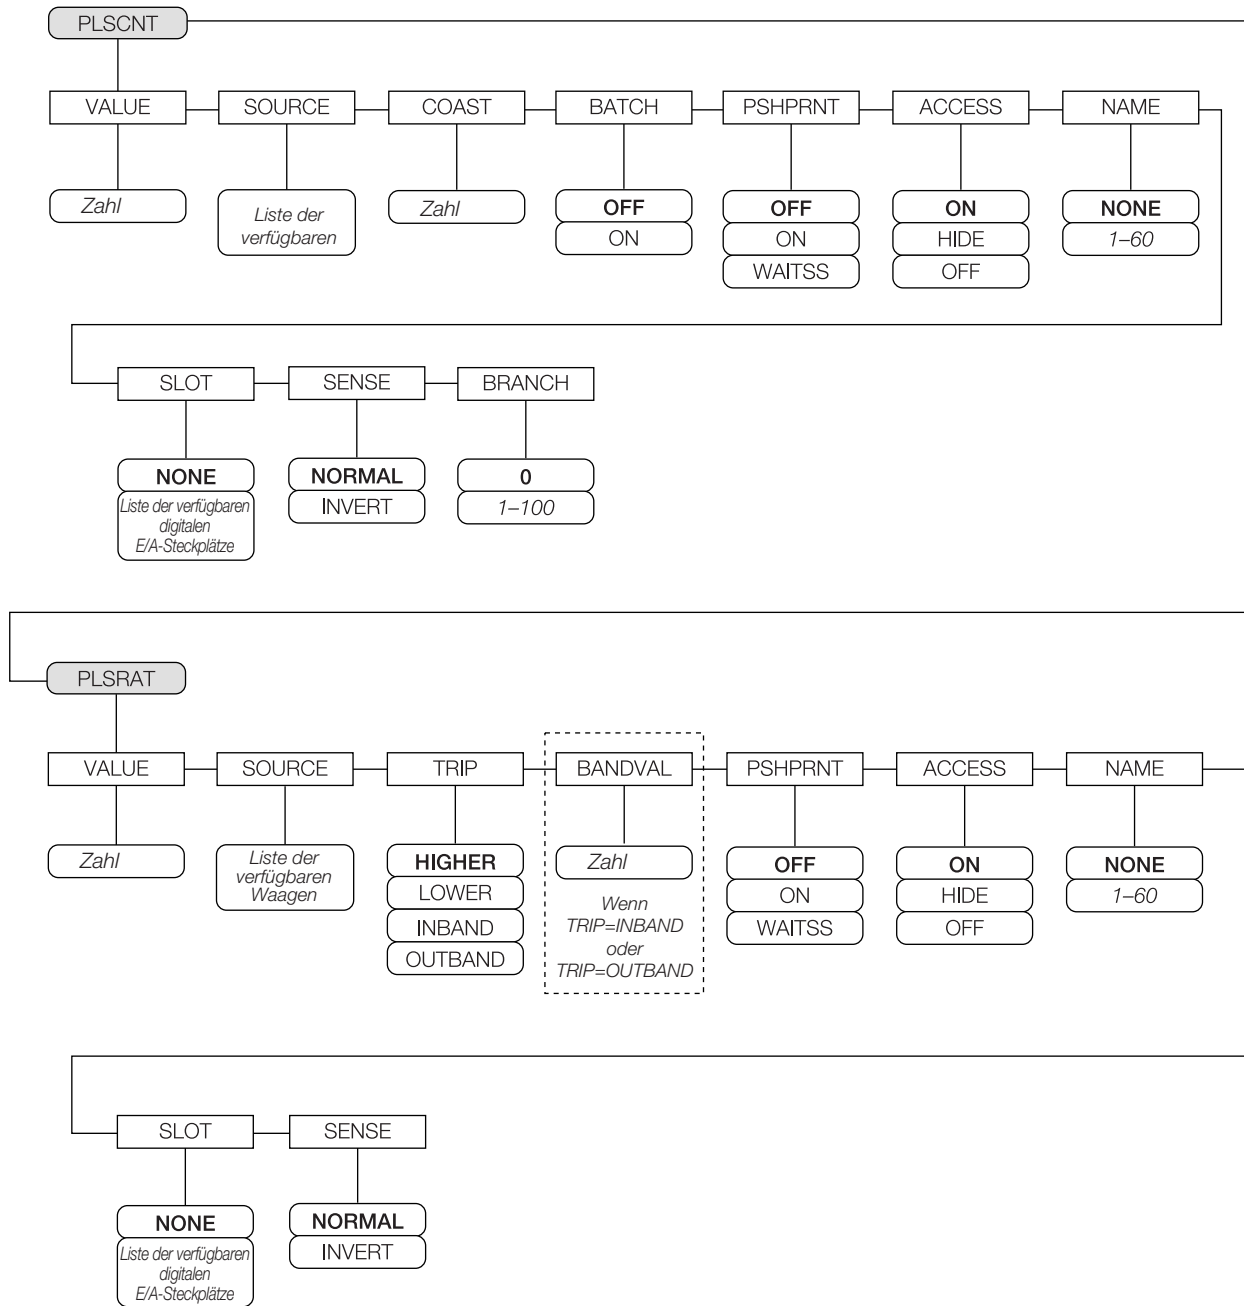 PLSCNT
VALUE
SOURCE
COAST
BATCH
PSHPRNT
ACCESS
NAME
Zahl
Liste der
verfügbaren
Zahl
OFF
ON
OFF
ON
WAITSS
ON
HIDE
OFF
NONE
1–60
SLOT
SENSE
BRANCH
NONE
Liste der verfügbaren
digitalen
E/A-Steckplätze
NORMAL
INVERT
0
1–100
PLSRAT
VALUE
SOURCE
TRIP
BANDVAL
PSHPRNT
ACCESS
NAME
Zahl
Liste der
verfügbaren
Waagen
HIGHER
LOWER
INBAND
OUTBAND
Zahl
Wenn
TRIP=INBAND
oder
TRIP=OUTBAND
OFF
ON
WAITSS
ON
HIDE
OFF
NONE
1–60
SLOT
SENSE
NONE
Liste der verfügbaren
digitalen
E/A-Steckplätze
NORMAL
INVERT